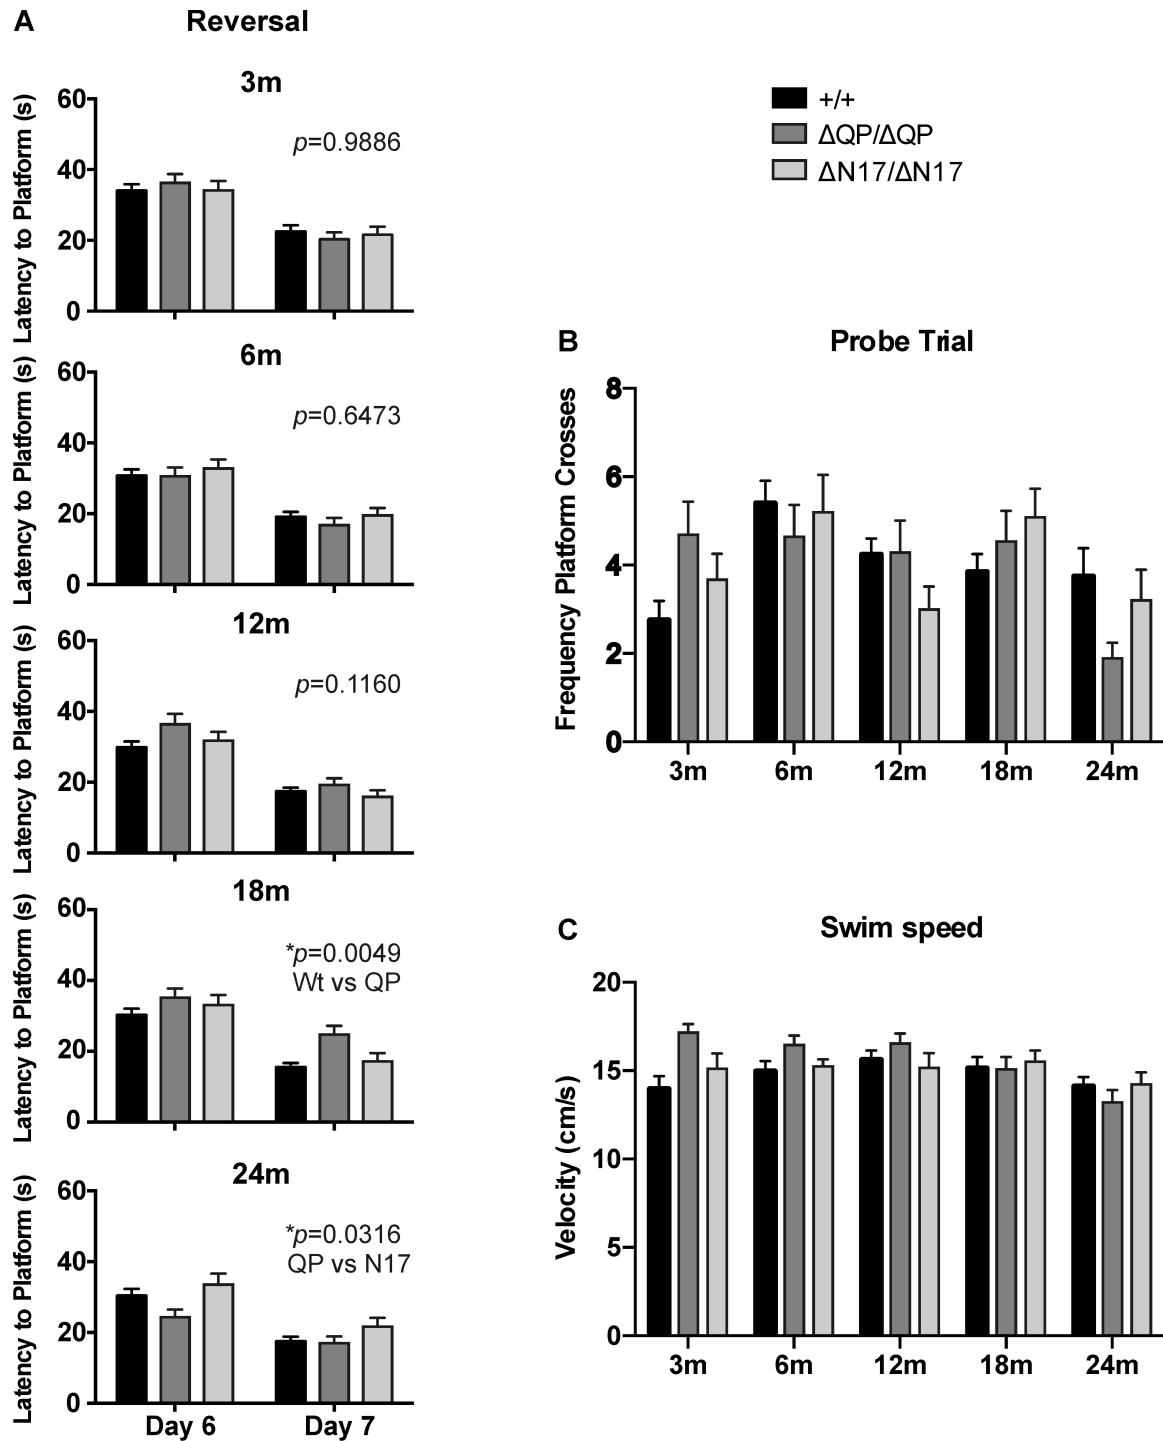 A
Reversal
3m
Latency to Platform (s)
60
40
20
0
p=0.9886
6m
Latency to Platform (s)
60
40
20
0
p=0.6473
12m
Latency to Platform (s)
60
40
20
0
p=0.1160
18m
Latency to Platform (s)
60
40
20
0
*p=0.0049
Wt vs QP
24m
Latency to Platform (s)
60
40
20
0
*p=0.0316
QP vs N17
Day 6
Day 7
+/+
ΔQP/ΔQP
ΔN17/ΔN17
B
Probe Trial
Frequency Platform Crosses
8
6
4
2
0
3m
6m
12m
18m
24m
C
Swim speed
Velocity (cm/s)
20
15
10
5
0
3m
6m
12m
18m
24m